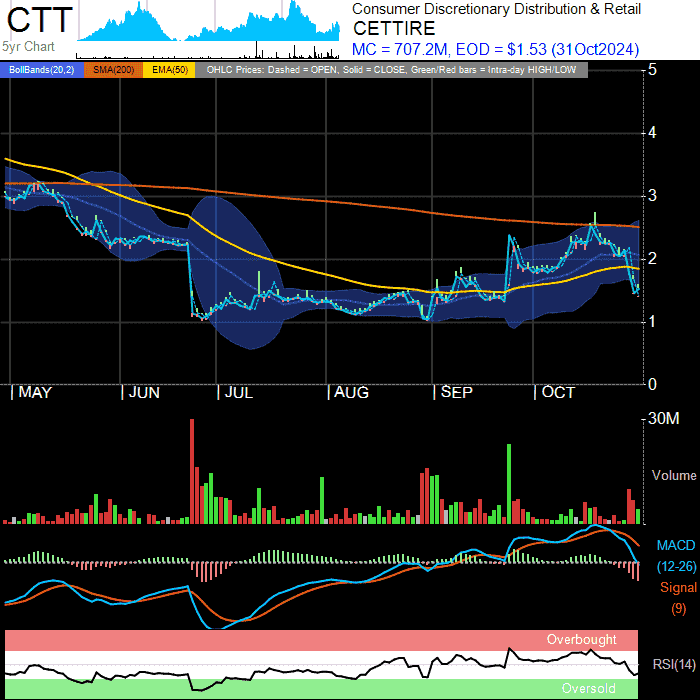 CTT
5yr Chart
Consumer Discretionary Distribution & Retail
CETTIRE
MC = 707.2M, EOD = $1.53 (31Oct2024)
BollBands(20,2) SMA(200) EMA(50) OHLC Prices: Dashed = OPEN, Solid = CLOSE, Green/Red bars = Intra-day HIGH/LOW
5
4
3
2
1
0
MAY JUN JUL AUG SEP OCT
30M
Volume
MACD
(12-26)
Signal
(9)
Overbought
RSI(14)
Oversold